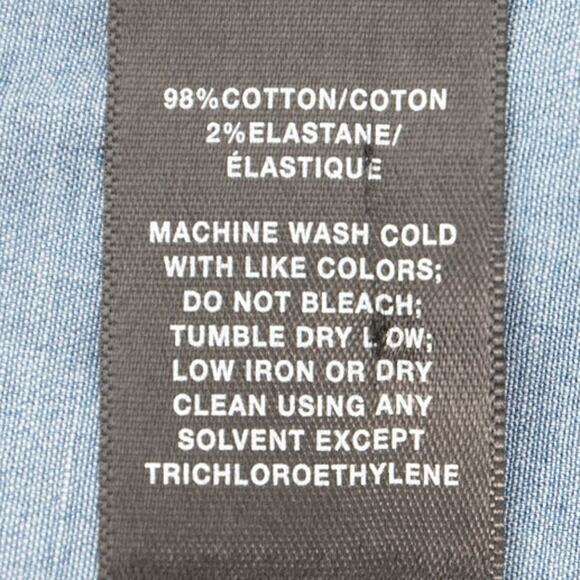 98%COTTON/COTON
2%ELASTANE/
ÉLASTIQUE
MACHINE WASH COLD
WITH LIKE COLORS;
DO NOT BLEACH;
TUMBLE DRY LOW;
LOW IRON OR DRY
CLEAN USING ANY
SOLVENT EXCEPT
TRICHLOROETHYLENE